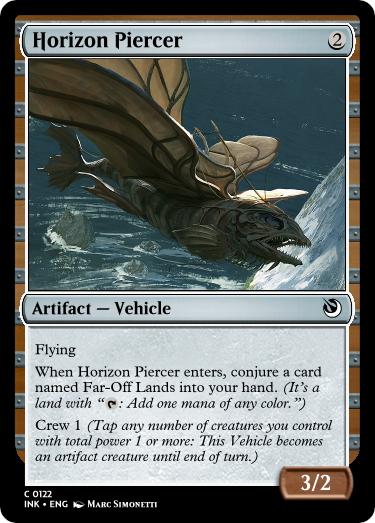 Horizon Piercer 2
Artifact — Vehicle
Flying
When Horizon Piercer enters, conjure a card
named Far-Off Lands into your hand. (It's a
land with “: Add one mana of any color.”)
Crew 1 (Tap any number of creatures you control
with total power 1 or more: This Vehicle becomes
an artifact creature until end of turn.)
3/2
C 0122
INK • ENG Marc Simonetti